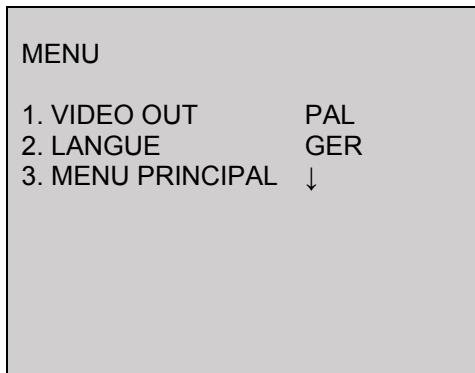 MENU
1. VIDEO OUT PAL
2. LANGUE GER
3. MENU PRINCIPAL ↓